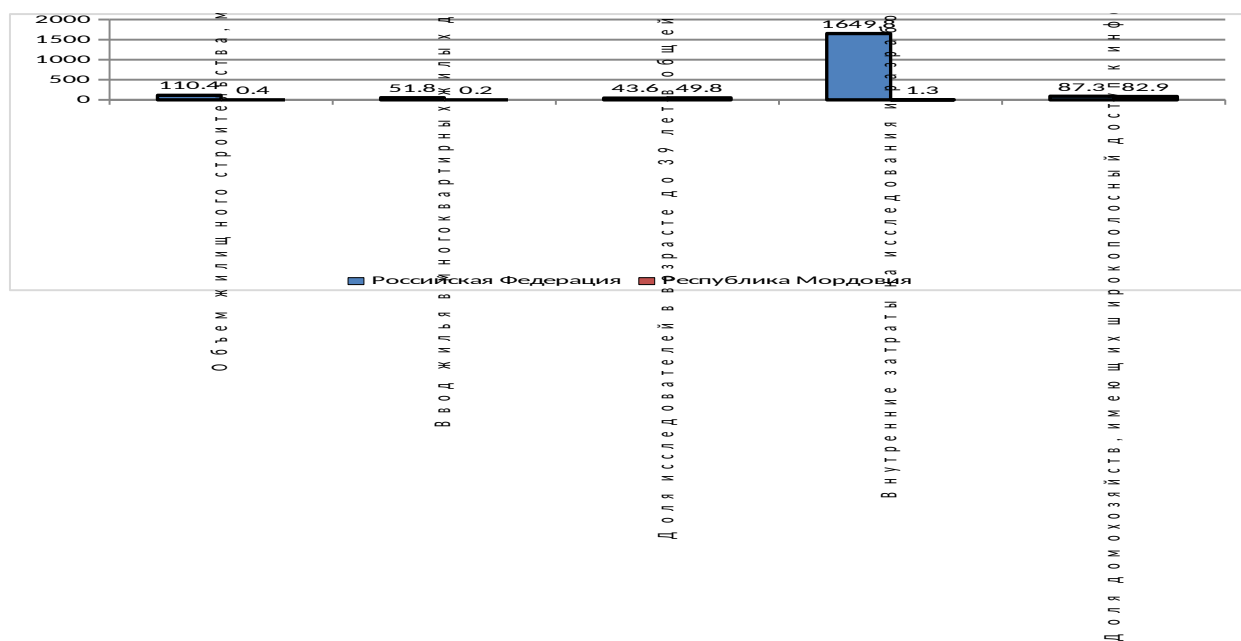 2000
1500
1000
500
0
110.4
0.4
51.8
0.2
43.6
49.8
1649.8
1.3
87.3
82.9
Объем жилищного строительства, м
Ввод жилья в многоквартирных жилых д
Доля исследователей в возрасте до 39 лет в общей
Внутренние затраты на исследования и разрабо
Доля домохозяйств, имеющих широкополосный доступ к инфо
Российская Федерация
Республика Мордовия